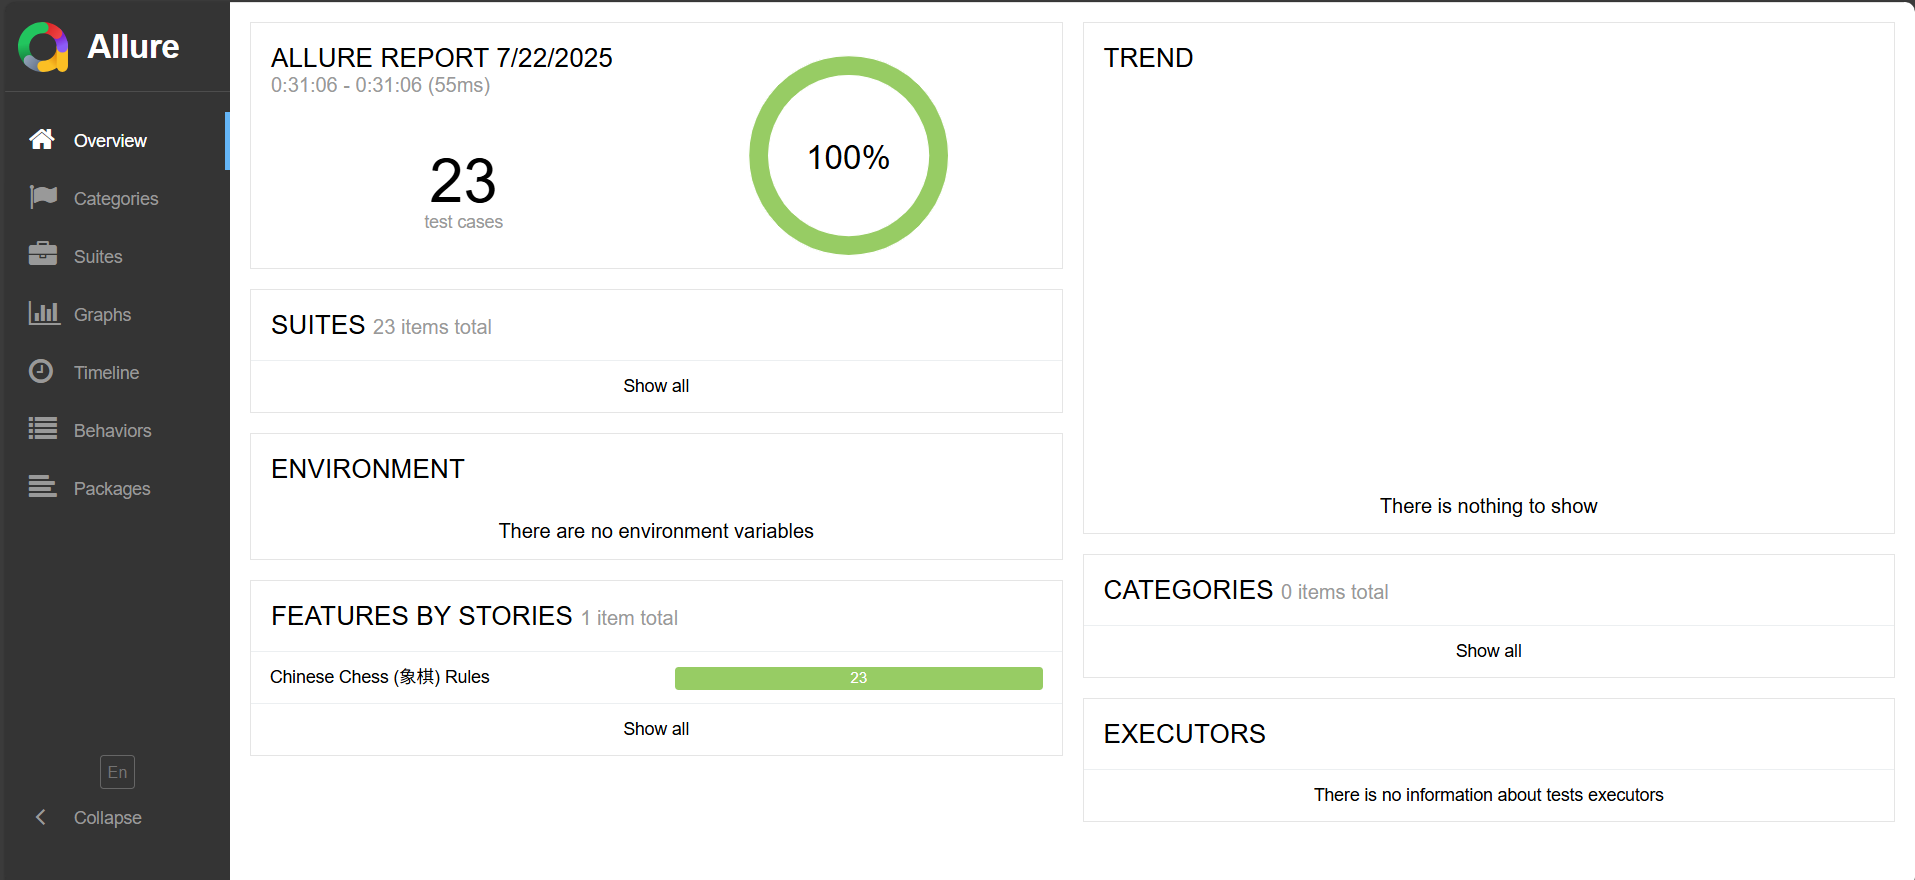 Allure
Overview
Categories
Suites
Graphs
Timeline
Behaviors
Packages
En
Collapse
ALLURE REPORT 7/22/2025
0:31:06 - 0:31:06 (55ms)
23
test cases
100%
SUITES 23 items total
Show all
ENVIRONMENT
There are no environment variables
FEATURES BY STORIES 1 item total
Chinese Chess (象棋) Rules
23
Show all
TREND
There is nothing to show
CATEGORIES 0 items total
Show all
EXECUTORS
There is no information about tests executors